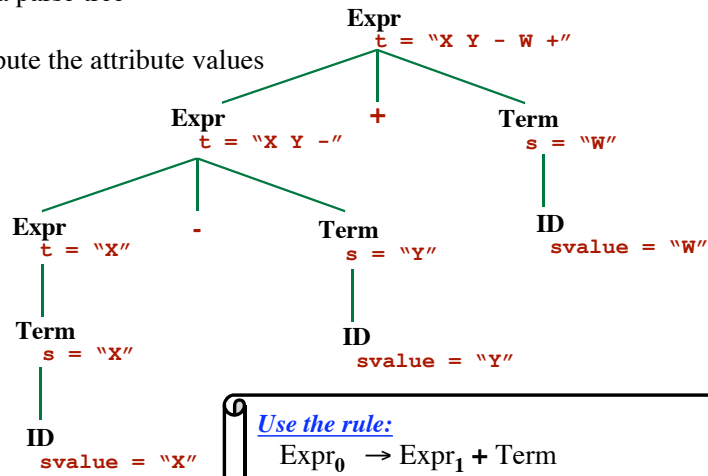 a parse tree
Expr
t = “X Y - W +”
bute the attribute values
Expr + Term
t = “X Y -” s = “W”
Expr - Term ID
t = “X” s = “Y” svalue = “W”
Term ID
s = “X” svalue = “Y”
ID
svalue = “X”
Use the rule:
Expr₀ → Expr₁ + Term